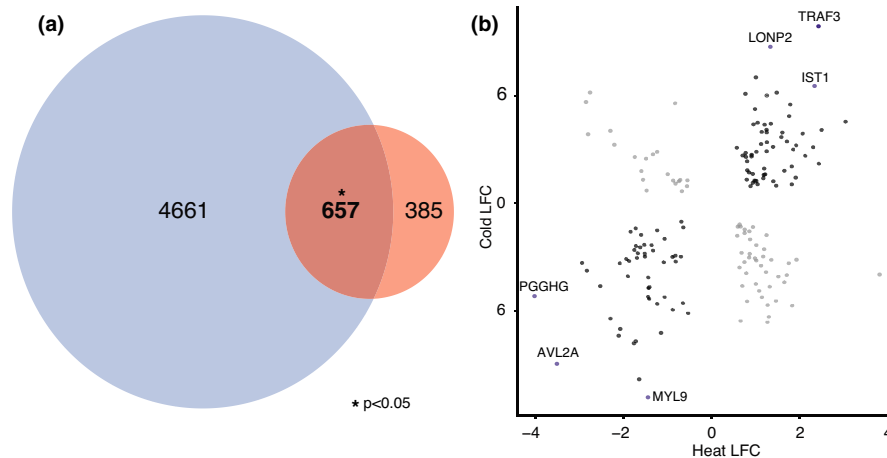 (a)
4661
*
657
385
* p<0.05
(b)
TRAF3
LONP2
IST1
6
0
Cold LFC
PGGHG
6
AVL2A
MYL9
−4 −2 0 2 4
Heat LFC